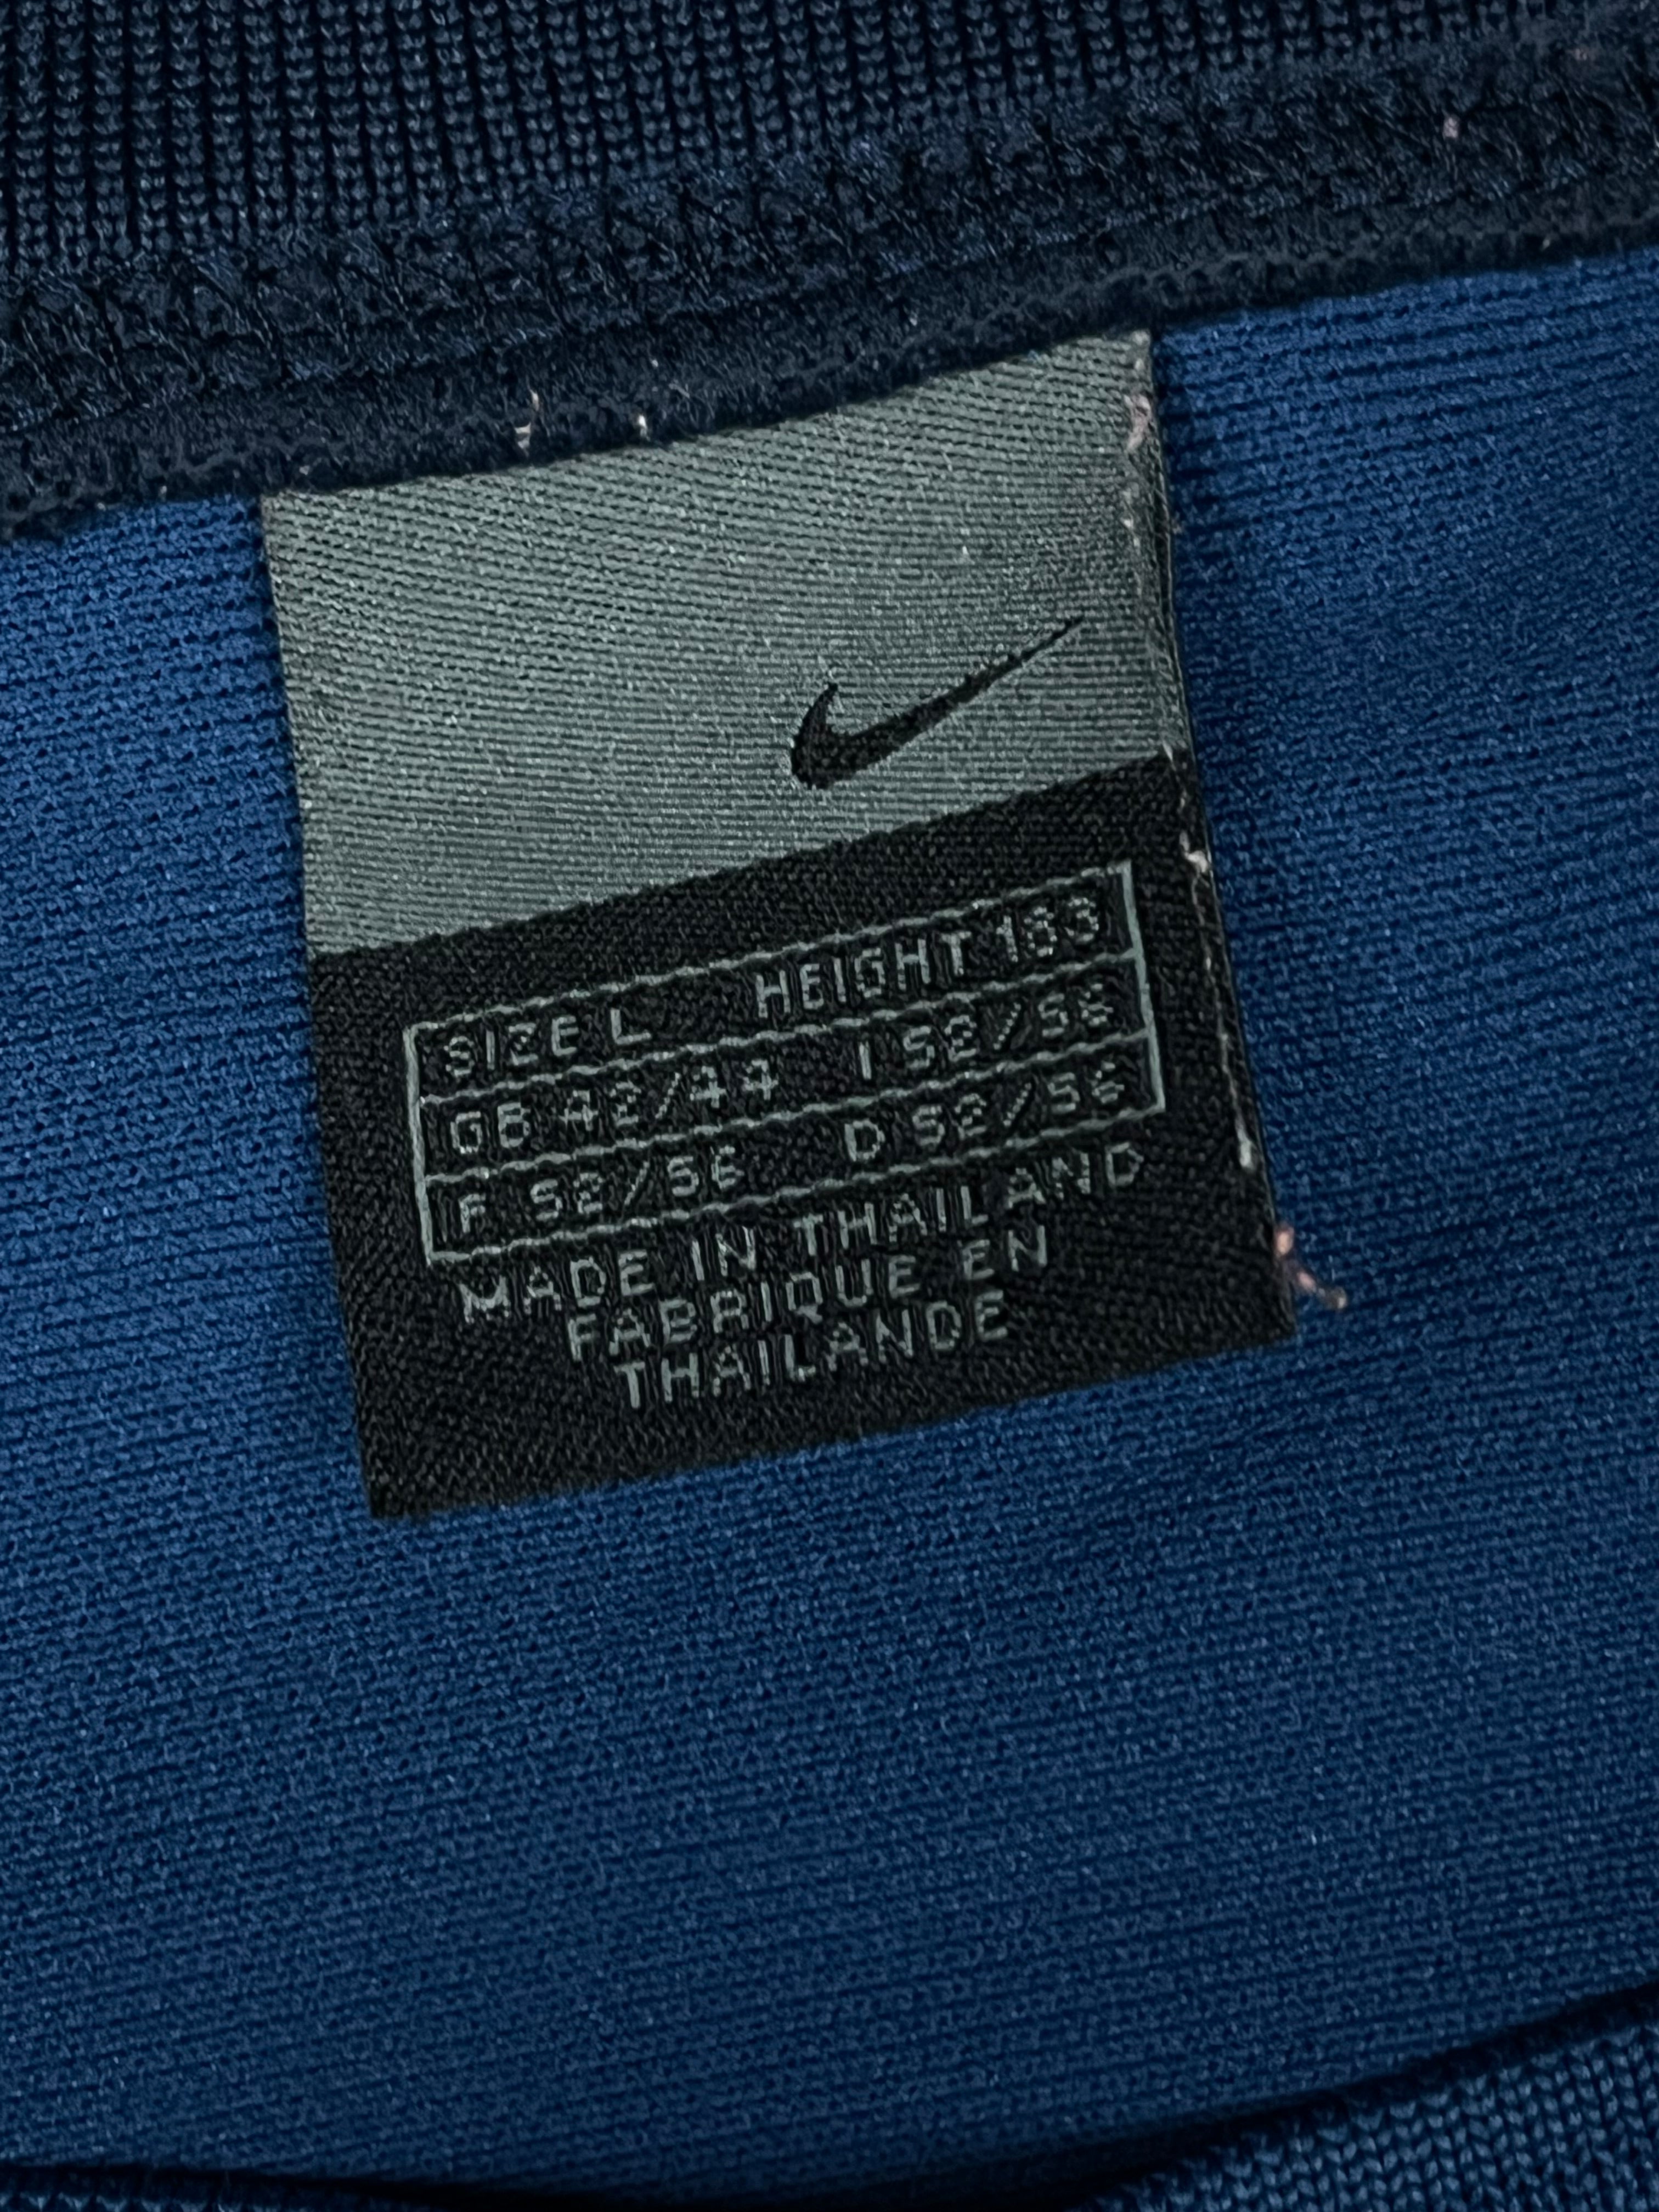 SIZE L HEIGHT 183
GB 42/44 I 52/56
F 52/56 D 52/56
MADE IN THAILAND
FABRIQUE EN
THAILANDE